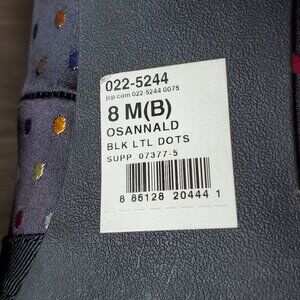 022-5244
jcp.com 022-5244 0075
8 M(B)
OSANNALD
BLK LTL DOTS
SUPP 07377-5
8 86128 20444 1